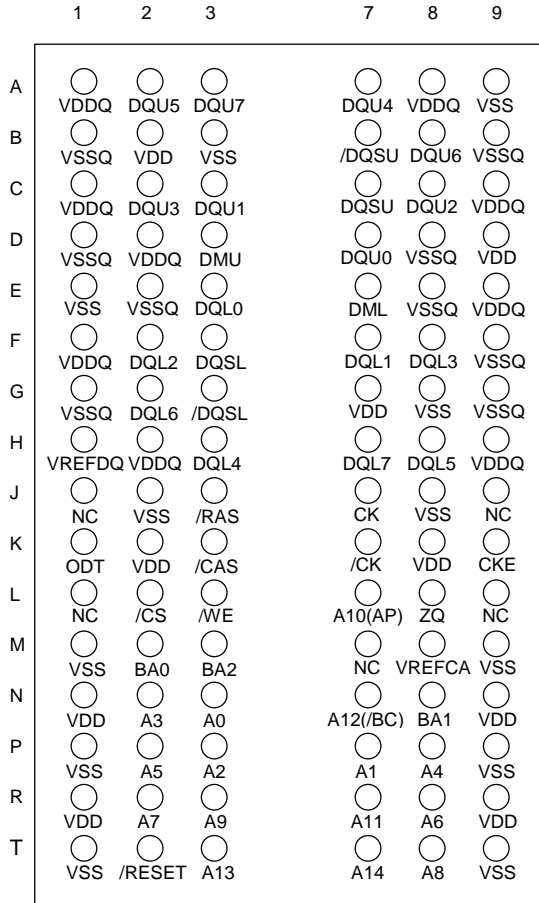 1 2 3 7 8 9
A
VDDQ DQU5 DQU7 DQU4 VDDQ VSS
B
VSSQ VDD VSS /DQSU DQU6 VSSQ
C
VDDQ DQU3 DQU1 DQSU DQU2 VDDQ
D
VSSQ VDDQ DMU DQU0 VSSQ VDD
E
VSS VSSQ DQL0 DML VSSQ VDDQ
F
VDDQ DQL2 DQSL DQL1 DQL3 VSSQ
G
VSSQ DQL6 /DQSL VDD VSS VSSQ
H
VREFDQ VDDQ DQL4 DQL7 DQL5 VDDQ
J
NC VSS /RAS CK VSS NC
K
ODT VDD /CAS /CK VDD CKE
L
NC /CS /WE A10(AP) ZQ NC
M
VSS BA0 BA2 NC VREFCA VSS
N
VDD A3 A0 A12(/BC) BA1 VDD
P
VSS A5 A2 A1 A4 VSS
R
VDD A7 A9 A11 A6 VDD
T
VSS /RESET A13 A14 A8 VSS